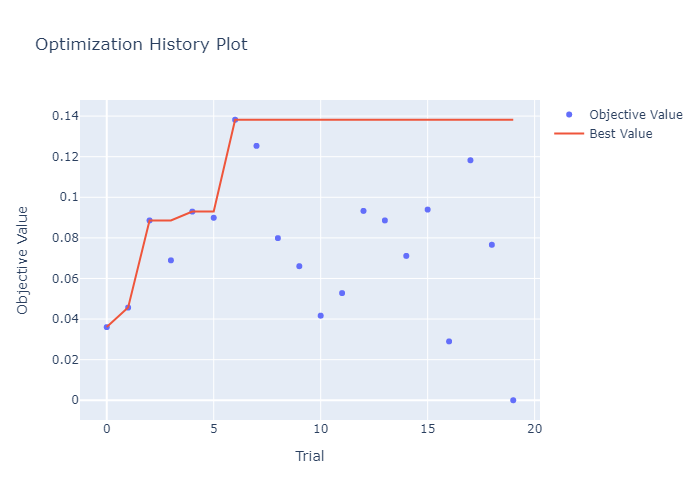 Optimization History Plot
Objective Value
Best Value
0.14
0.12
0.1
0.08
0.06
0.04
0.02
0
Objective Value
0
5
10
15
20
Trial